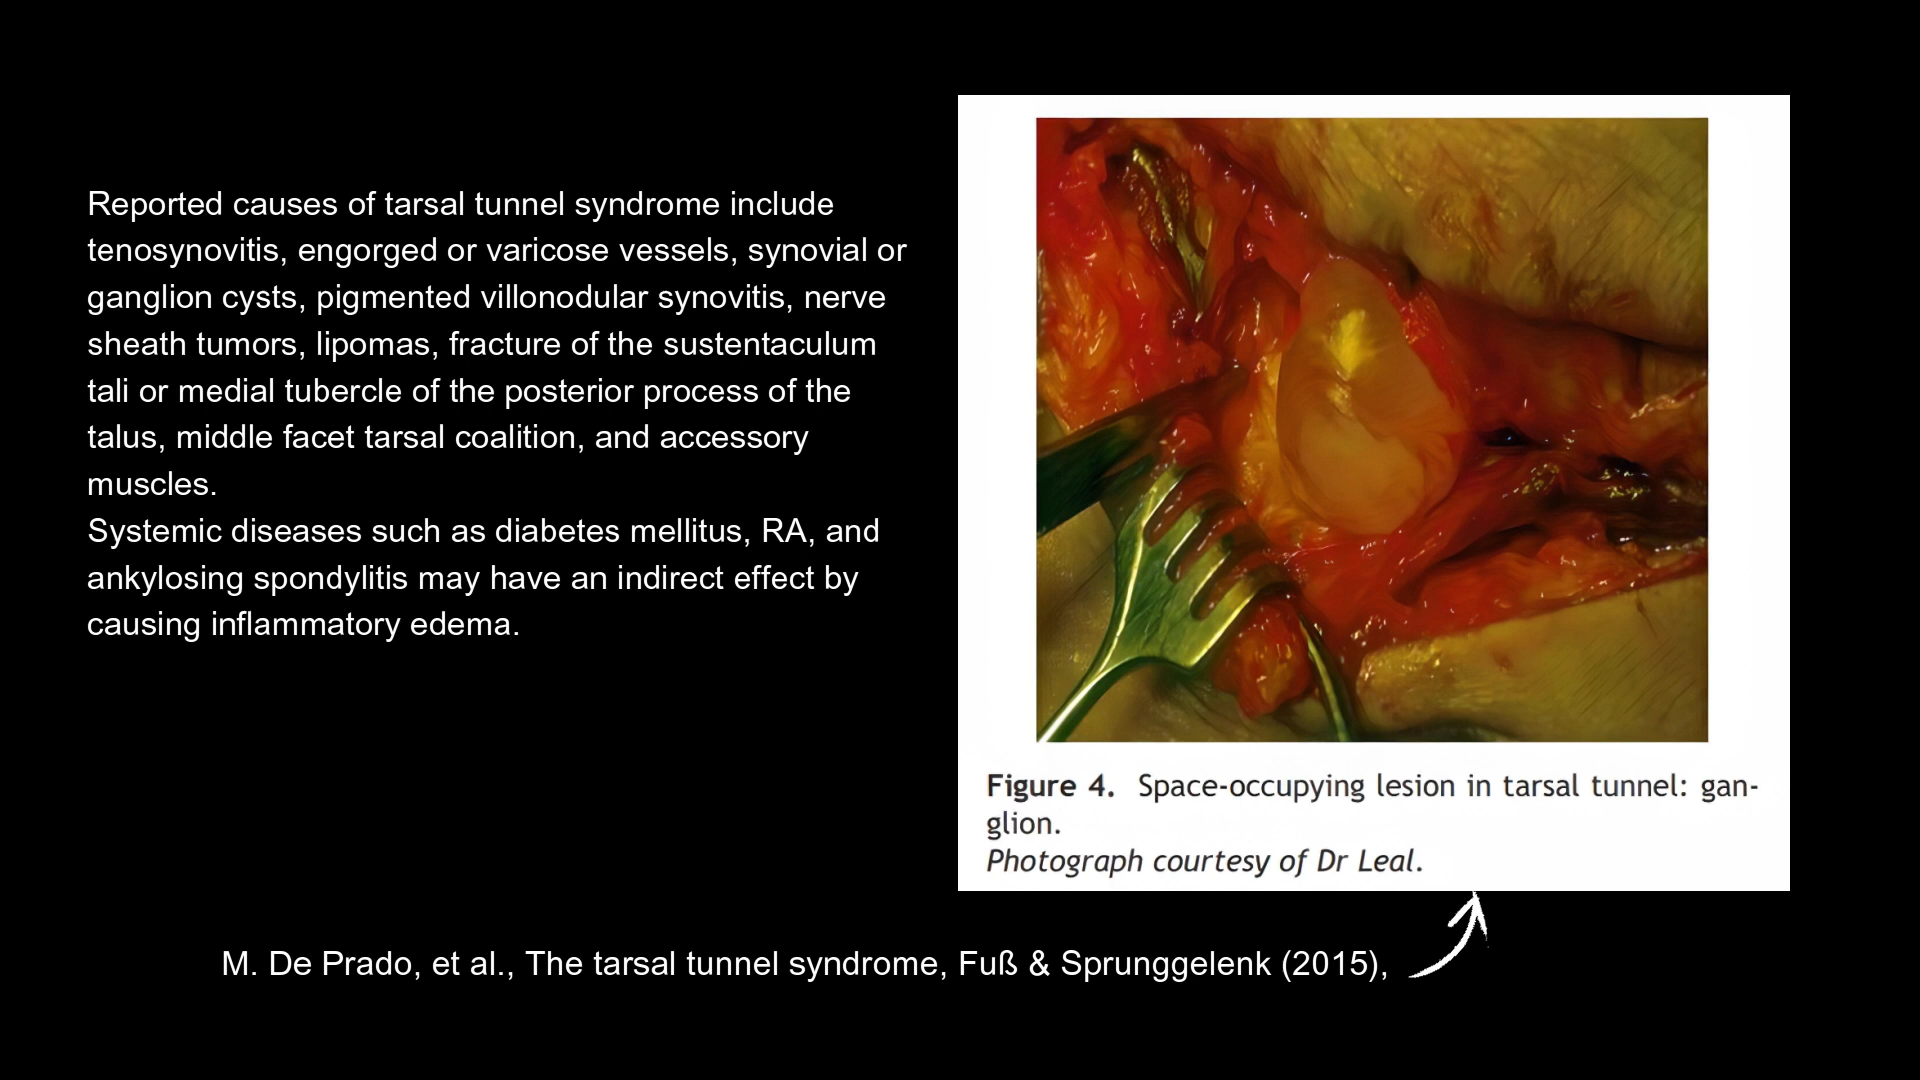 Reported causes of tarsal tunnel syndrome include
tenosynovitis, engorged or varicose vessels, synovial or
ganglion cysts, pigmented villonodular synovitis, nerve
sheath tumors, lipomas, fracture of the sustentaculum
tali or medial tubercle of the posterior process of the
talus, middle facet tarsal coalition, and accessory
muscles.
Systemic diseases such as diabetes mellitus, RA, and
ankylosing spondylitis may have an indirect effect by
causing inflammatory edema.
Figure 4. Space-occupying lesion in tarsal tunnel: gan-
glion.
Photograph courtesy of Dr Leal.
M. De Prado, et al., The tarsal tunnel syndrome, Fuß & Sprunggelenk (2015),